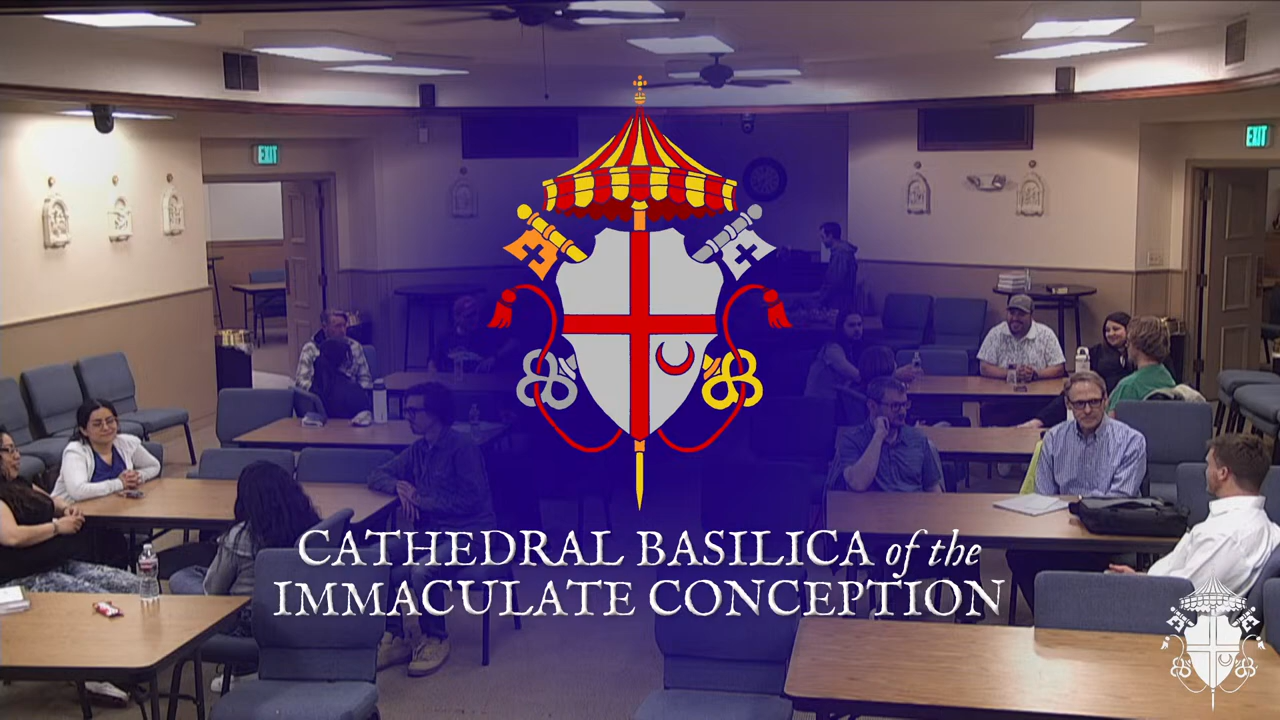 EXIT
EXIT
CATHEDRAL BASILICA of the
IMMACULATE CONCEPTION